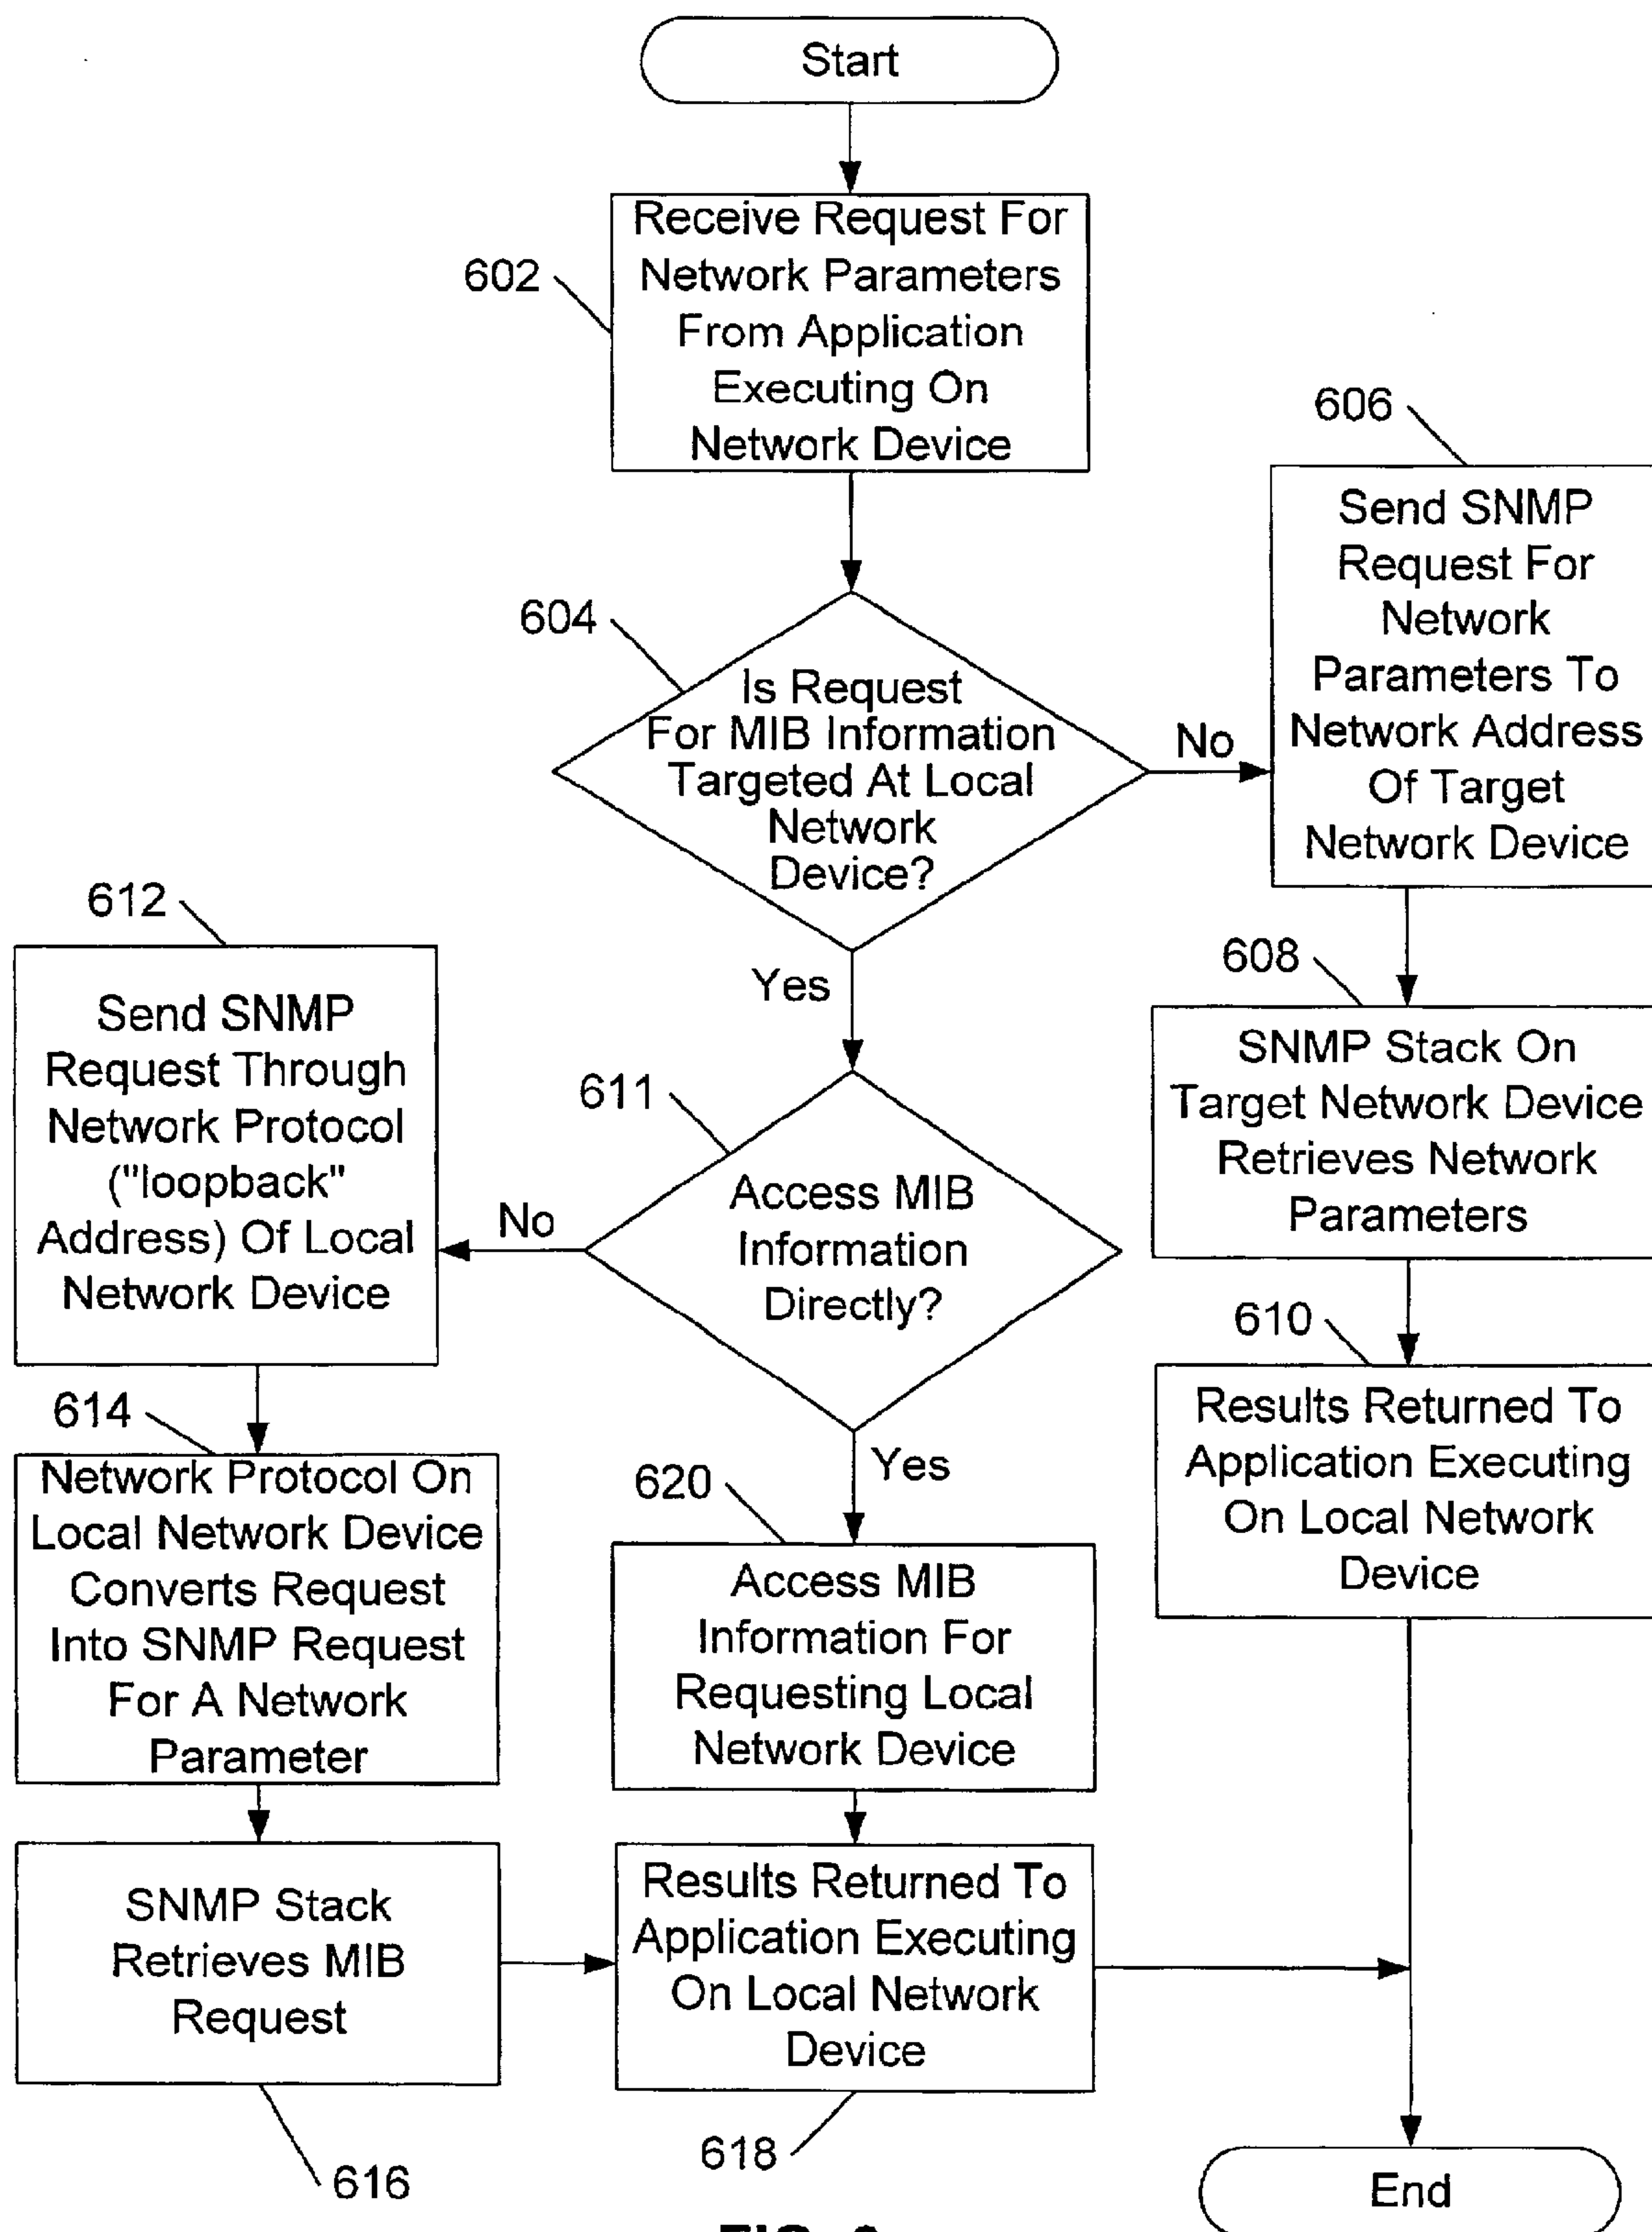 Start
Receive Request For
Network Parameters
From Application
Executing On
Network Device
602
604
Is Request
For MIB Information
Targeted At Local
Network
Device?
No
606
Send SNMP
Request For
Network
Parameters To
Network Address
Of Target
Network Device
Yes
608
SNMP Stack On
Target Network Device
Retrieves Network
Parameters
610
Results Returned To
Application Executing
On Local Network
Device
611
Access MIB
Information
Directly?
No
612
Send SNMP
Request Through
Network Protocol
("loopback"
Address) Of Local
Network Device
614
Network Protocol On
Local Network Device
Converts Request
Into SNMP Request
For A Network
Parameter
SNMP Stack
Retrieves MIB
Request
616
Yes
620
Access MIB
Information For
Requesting Local
Network Device
Results Returned To
Application Executing
On Local Network
Device
618
End